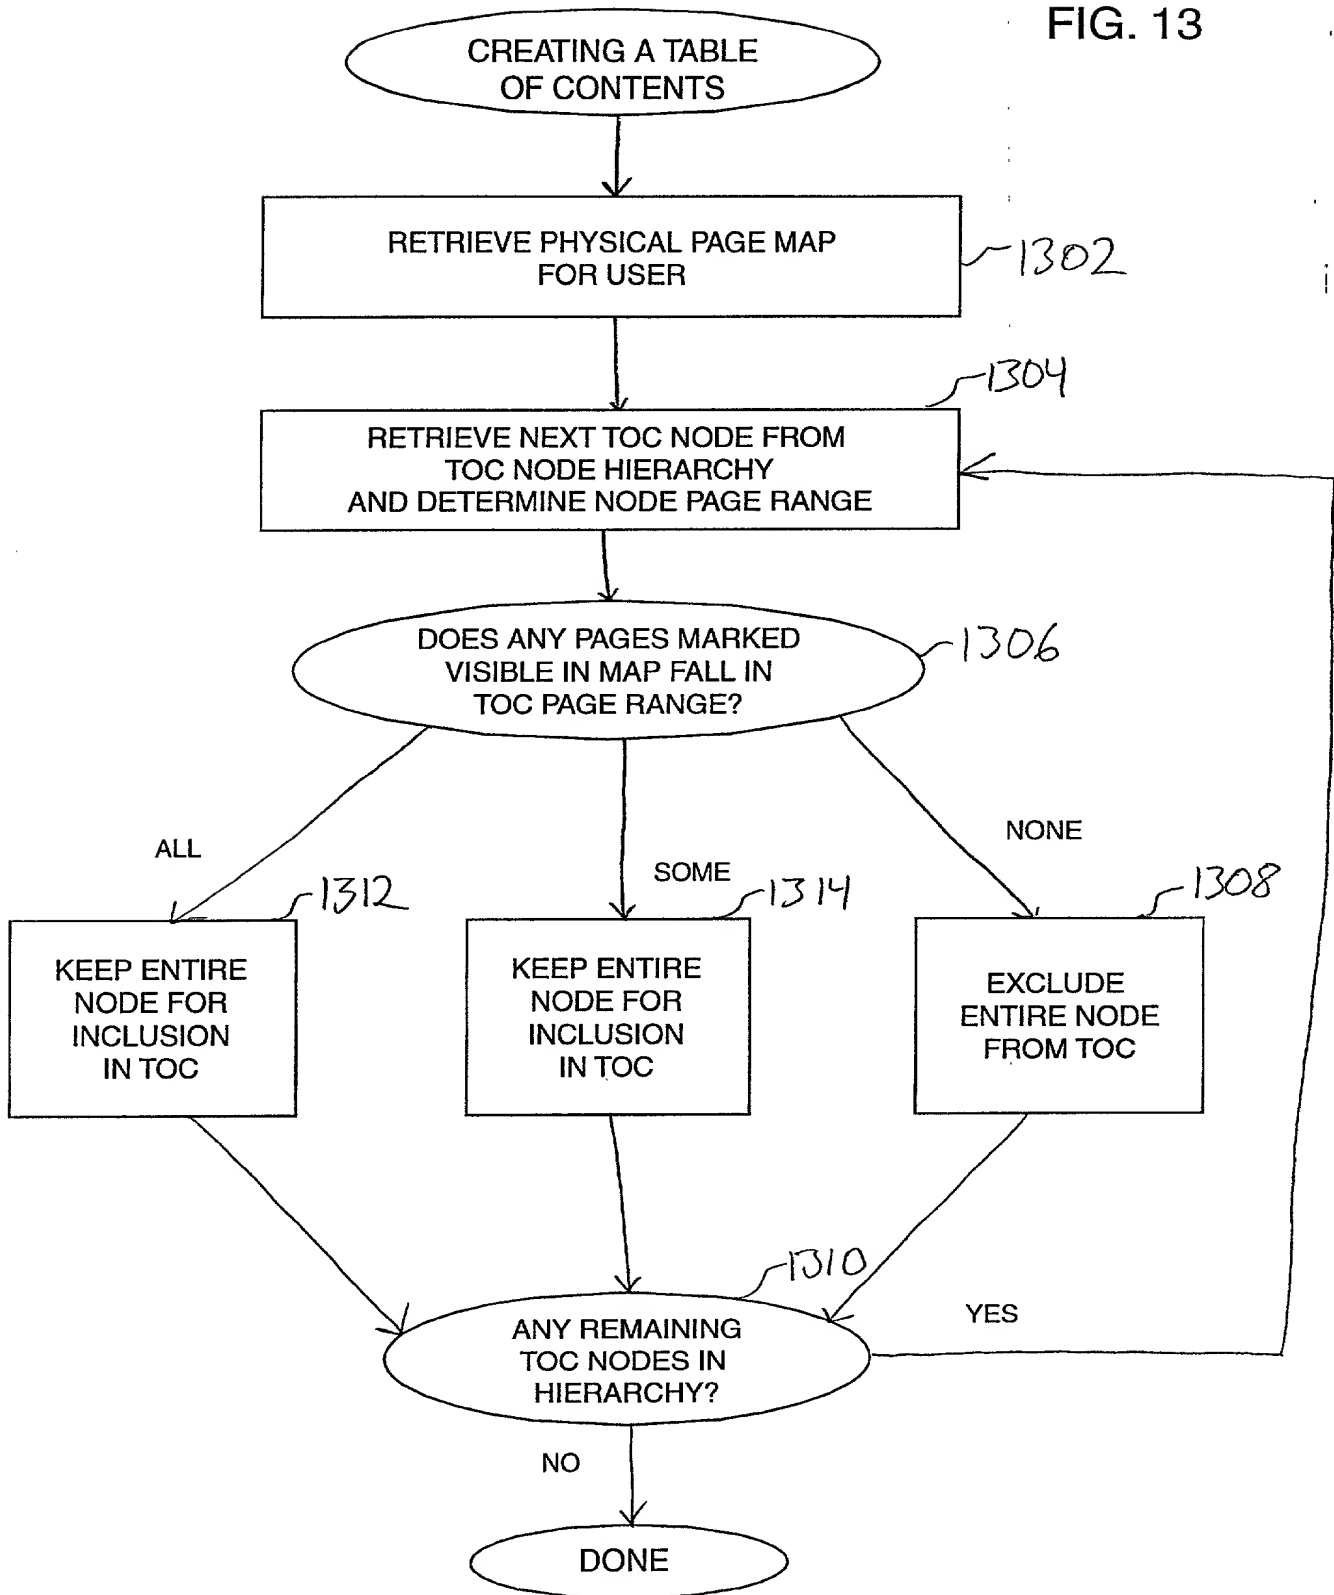 FIG. 13
CREATING A TABLE
OF CONTENTS
RETRIEVE PHYSICAL PAGE MAP
FOR USER
1302
1304
RETRIEVE NEXT TOC NODE FROM
TOC NODE HIERARCHY
AND DETERMINE NODE PAGE RANGE
DOES ANY PAGES MARKED
VISIBLE IN MAP FALL IN
TOC PAGE RANGE?
1306
ALL
SOME
NONE
1312
KEEP ENTIRE
NODE FOR
INCLUSION
IN TOC
1314
KEEP ENTIRE
NODE FOR
INCLUSION
IN TOC
1308
EXCLUDE
ENTIRE NODE
FROM TOC
1310
ANY REMAINING
TOC NODES IN
HIERARCHY?
YES
NO
DONE